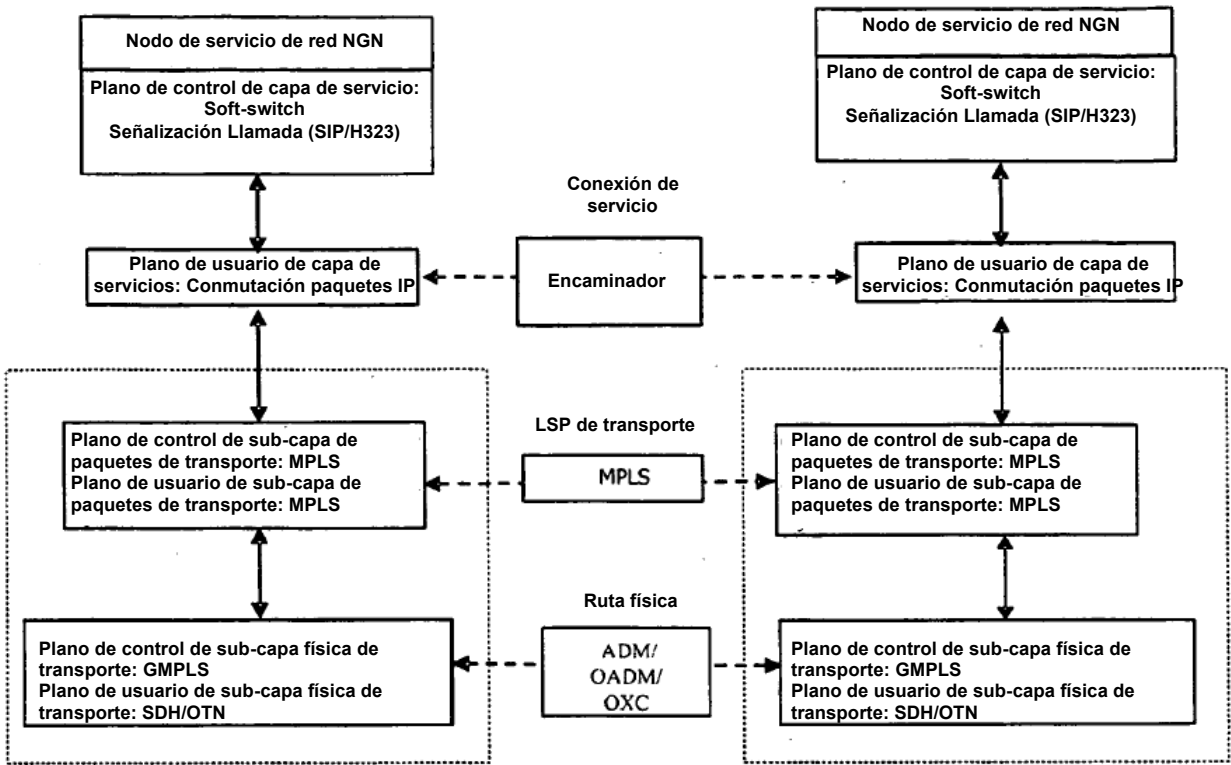 Nodo de servicio de red NGN
Plano de control de capa de servicio:
Soft-switch
Señalización Llamada (SIP/H323)
Nodo de servicio de red NGN
Plano de control de capa de servicio:
Soft-switch
Señalización Llamada (SIP/H323)
Conexión de
servicio
Plano de usuario de capa de
servicios: Conmutación paquetes IP
Encaminador
Plano de usuario de capa de
servicios: Conmutación paquetes IP
LSP de transporte
Plano de control de sub-capa de
paquetes de transporte: MPLS
Plano de usuario de sub-capa de
paquetes de transporte: MPLS
MPLS
Plano de control de sub-capa de
paquetes de transporte: MPLS
Plano de usuario de sub-capa de
paquetes de transporte: MPLS
Ruta física
Plano de control de sub-capa física de
transporte: GMPLS
Plano de usuario de sub-capa física de
transporte: SDH/OTN
ADM/
OADM/
OXC
Plano de control de sub-capa física de
transporte: GMPLS
Plano de usuario de sub-capa física de
transporte: SDH/OTN